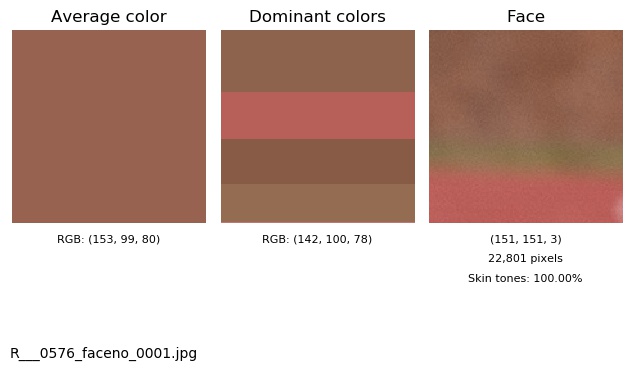 Average color
Dominant colors
Face
RGB: (153, 99, 80)
RGB: (142, 100, 78)
(151, 151, 3)
22,801 pixels
Skin tones: 100.00%
R___0576_faceno_0001.jpg